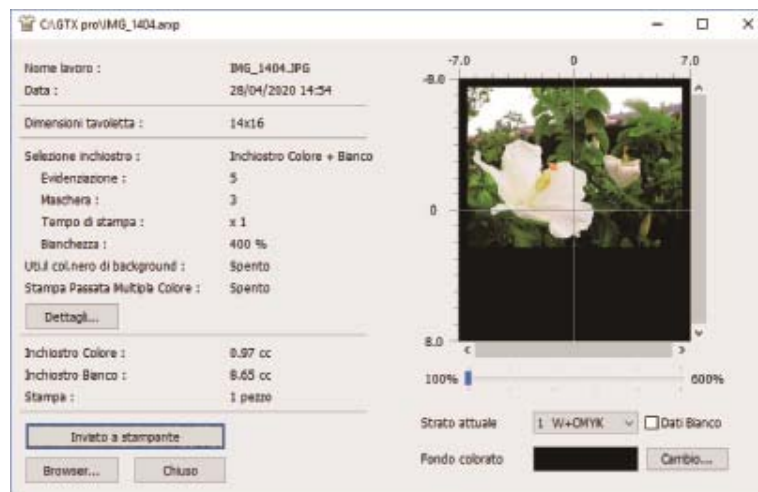 C:\GTX pro\IMG_1404.arxp
Nome lavoro : IMG_1404.JPG
Data : 28/04/2020 14:54
Dimensioni tavoletta : 14x16
Selezione inchiostro : Inchiostro Colore + Bianco
Evidenziazione : 5
Maschera : 3
Tempo di stampa : x 1
Bianchezza : 400 %
Uti.il col.nero di background : Spento
Stampa Passata Multipla Colore : Spento
Dettagli...
Inchiostro Colore : 0.97 cc
Inchiostro Bianco : 8.65 cc
Stampa : 1 pezzo
Inviato a stampante
Browser... Chiuso
-7.0 0 7.0
-8.0
0
8.0
100% 600%
Strato attuale 1 W+CMYK Dati Bianco
Fondo colorato Cambio...